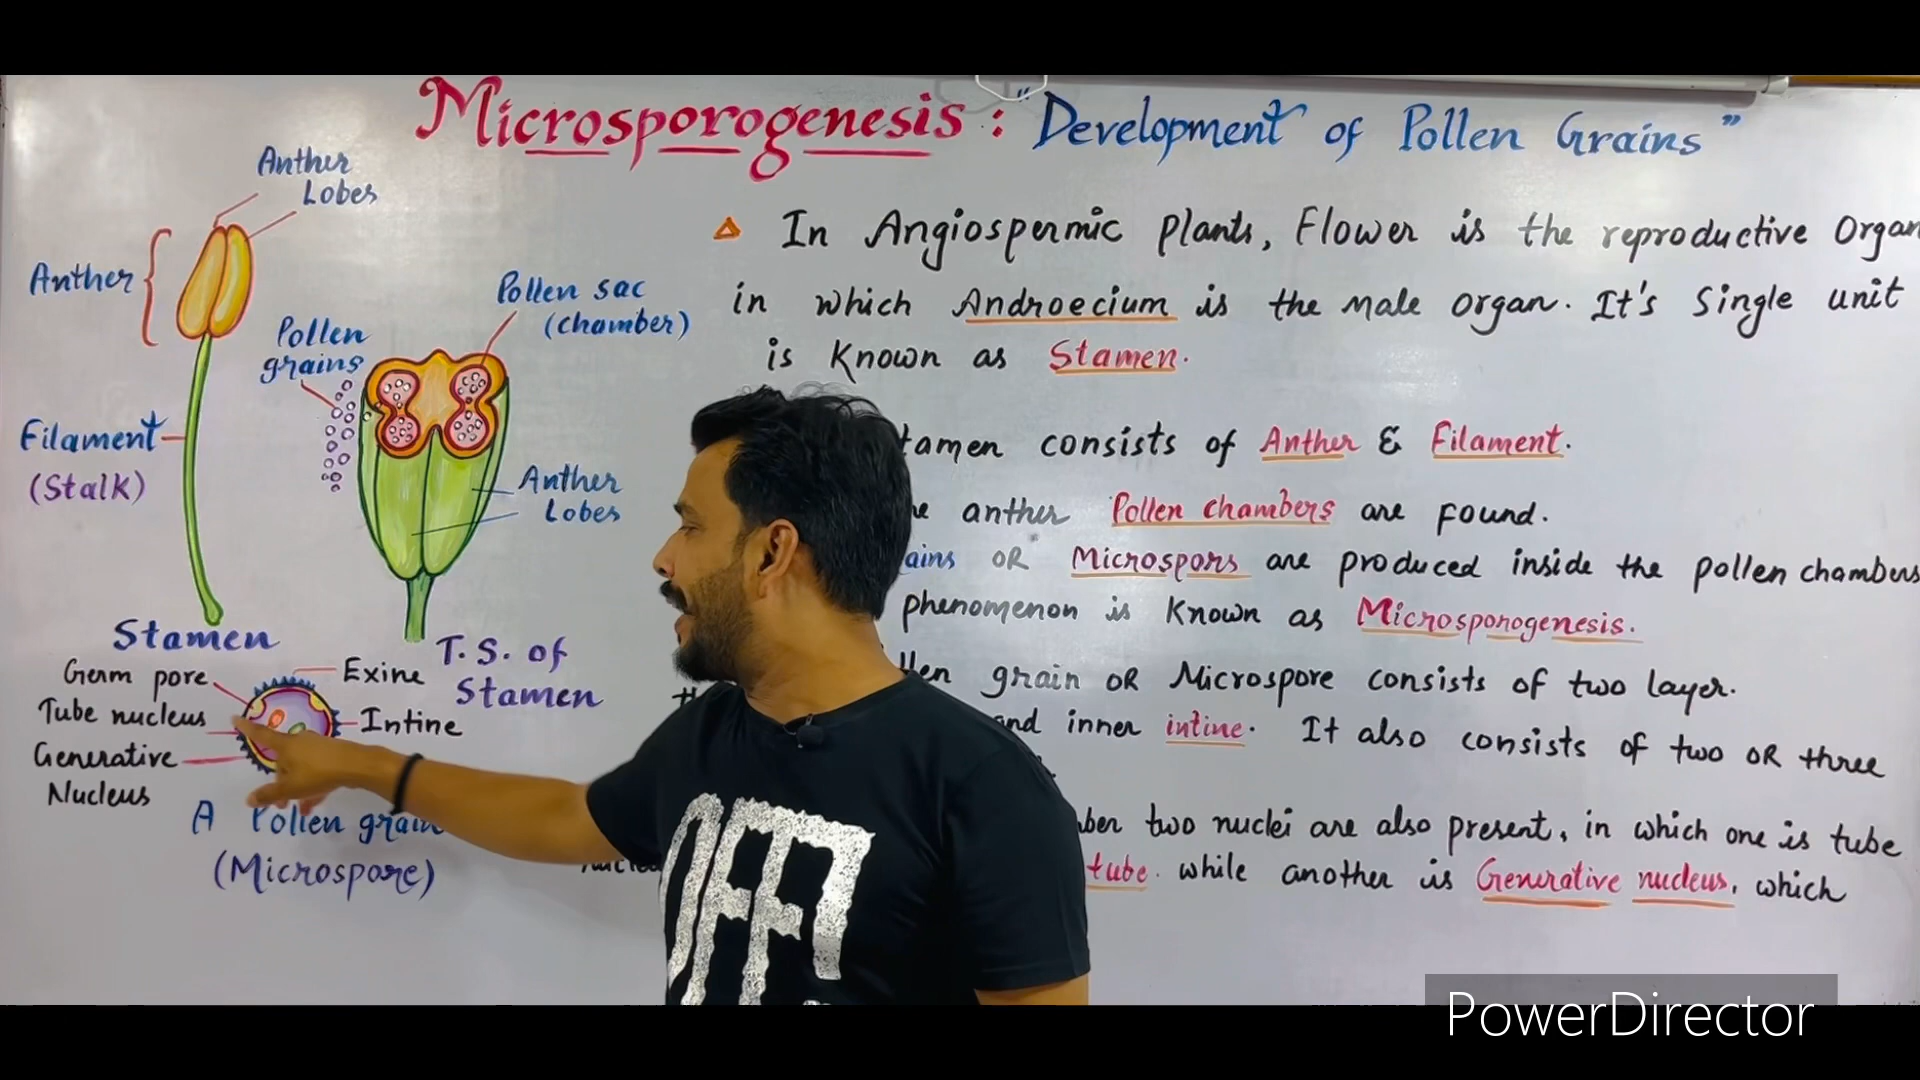 Microsporogenesis: "Development of Pollen Grains"
Anther
Lobes
Anther
Pollen sac
(chamber)
Pollen
grains
Filament
(Stalk)
Anther
Lobes
Stamen
T.S. of
Stamen
Germ pore
Exine
Tube nucleus
Intine
Generative
Nucleus
A Pollen grain
(Microspore)
In Angiospermic plants, Flower is the reproductive Organ
in which Androecium is the male organ. It's Single unit
is Known as Stamen.
tamen consists of Anther & Filament.
anther Pollen chambers are found.
ains OR Microspors are produced inside the pollen chambers
phenomenon is Known as Microsporogenesis.
llen grain OR Microspore consists of two layer.
and inner intine. It also consists of two OR three
ber two nuclei are also present, in which one is tube
tube. while another is Generative nucleus, which
OFF!
PowerDirector